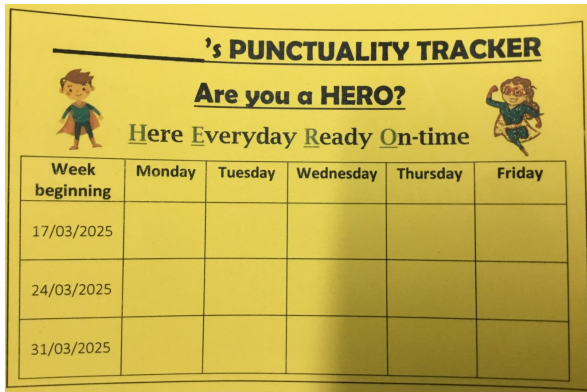 __________'s PUNCTUALITY TRACKER
Are you a HERO?
Here Everyday Ready On-time
Week beginning Monday Tuesday Wednesday Thursday Friday
17/03/2025
24/03/2025
31/03/2025